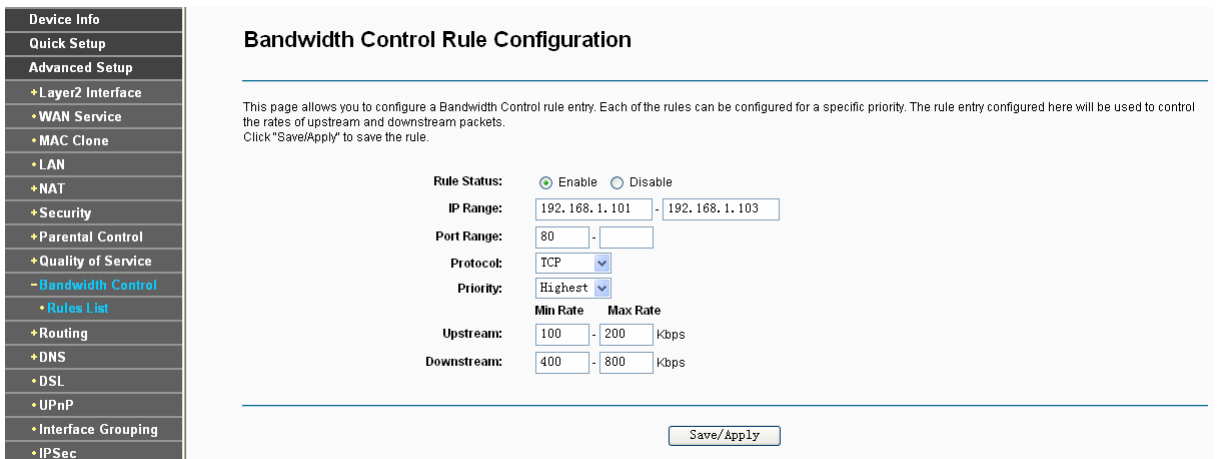 Device Info
Quick Setup
Advanced Setup
+Layer2 Interface
•WAN Service
•MAC Clone
•LAN
+NAT
+Security
+Parental Control
+Quality of Service
−Bandwidth Control
•Rules List
+Routing
+DNS
•DSL
•UPnP
•Interface Grouping
•IPSec
Bandwidth Control Rule Configuration
This page allows you to configure a Bandwidth Control rule entry. Each of the rules can be configured for a specific priority. The rule entry configured here will be used to control
the rates of upstream and downstream packets.
Click "Save/Apply" to save the rule.
Rule Status: Enable Disable
IP Range: 192.168.1.101 - 192.168.1.103
Port Range: 80 -
Protocol: TCP
Priority: Highest
Min Rate Max Rate
Upstream: 100 - 200 Kbps
Downstream: 400 - 800 Kbps
Save/Apply